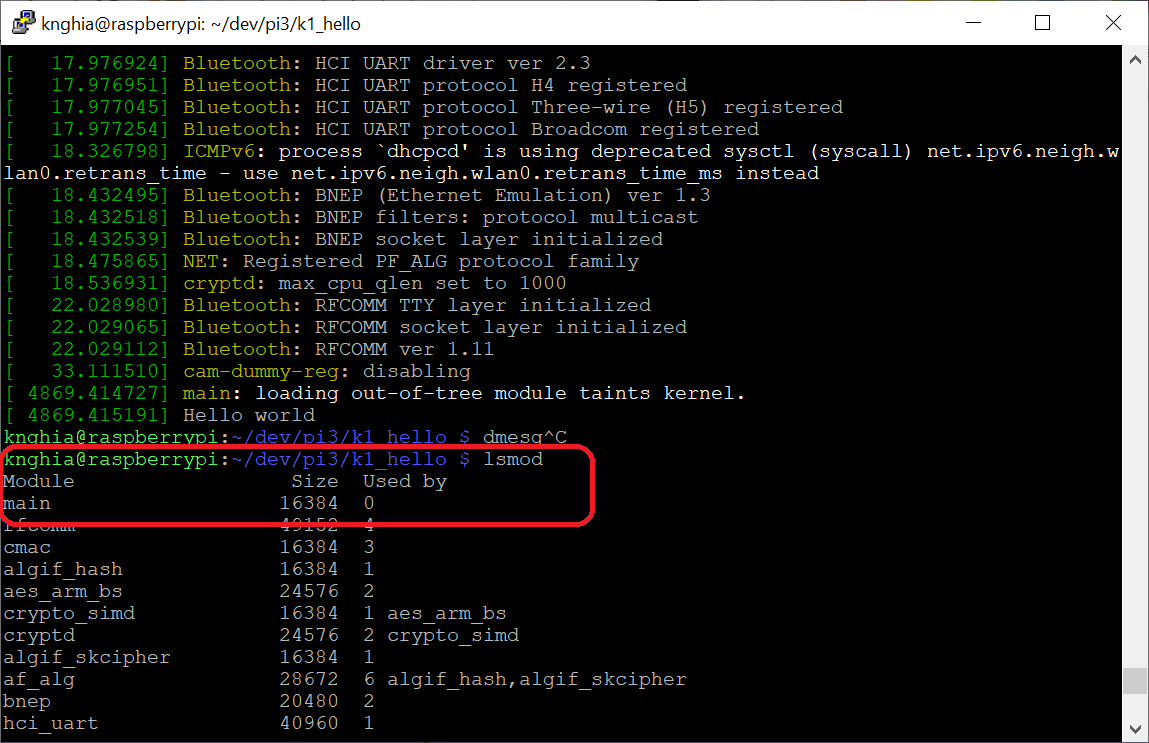 knghia@raspberrypi: ~/dev/pi3/k1_hello
[   17.976924] Bluetooth: HCI UART driver ver 2.3
[   17.976951] Bluetooth: HCI UART protocol H4 registered
[   17.977045] Bluetooth: HCI UART protocol Three-wire (H5) registered
[   17.977254] Bluetooth: HCI UART protocol Broadcom registered
[   18.326798] ICMPv6: process `dhcpcd' is using deprecated sysctl (syscall) net.ipv6.neigh.w
lan0.retrans_time - use net.ipv6.neigh.wlan0.retrans_time_ms instead
[   18.432495] Bluetooth: BNEP (Ethernet Emulation) ver 1.3
[   18.432518] Bluetooth: BNEP filters: protocol multicast
[   18.432539] Bluetooth: BNEP socket layer initialized
[   18.475865] NET: Registered PF_ALG protocol family
[   18.536931] cryptd: max_cpu_qlen set to 1000
[   22.028980] Bluetooth: RFCOMM TTY layer initialized
[   22.029065] Bluetooth: RFCOMM socket layer initialized
[   22.029112] Bluetooth: RFCOMM ver 1.11
[   33.111510] cam-dummy-reg: disabling
[ 4869.414727] main: loading out-of-tree module taints kernel.
[ 4869.415191] Hello world
knghia@raspberrypi:~/dev/pi3/k1_hello $ dmesg^C
knghia@raspberrypi:~/dev/pi3/k1_hello $ lsmod
Module                  Size  Used by
main                   16384  0
rfcomm                 49152  4
cmac                   16384  3
algif_hash             16384  1
aes_arm_bs             24576  2
crypto_simd            16384  1 aes_arm_bs
cryptd                 24576  2 crypto_simd
algif_skcipher         16384  1
af_alg                 28672  6 algif_hash,algif_skcipher
bnep                   20480  2
hci_uart               40960  1